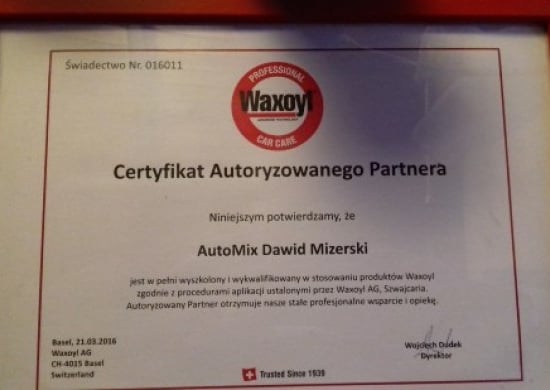 Świadectwo Nr. 016011
PROFESSIONAL
Waxoyl
CAR CARE
Certyfikat Autoryzowanego Partnera
Niniejszym potwierdzamy, że
AutoMix Dawid Mizerski
jest w pełni wyszkolony i wykwalifikowany w stosowaniu produktów Waxoyl
zgodnie z procedurami aplikacji ustalonymi przez Waxoyl AG, Szwajcaria.
Autoryzowany Partner otrzymuje nasze stałe profesjonalne wsparcie i opiekę.
Basel, 21.03.2016
Waxoyl AG
CH-4015 Basel
Switzerland
Wojciech Dudek
Dyrektor
Trusted Since 1939